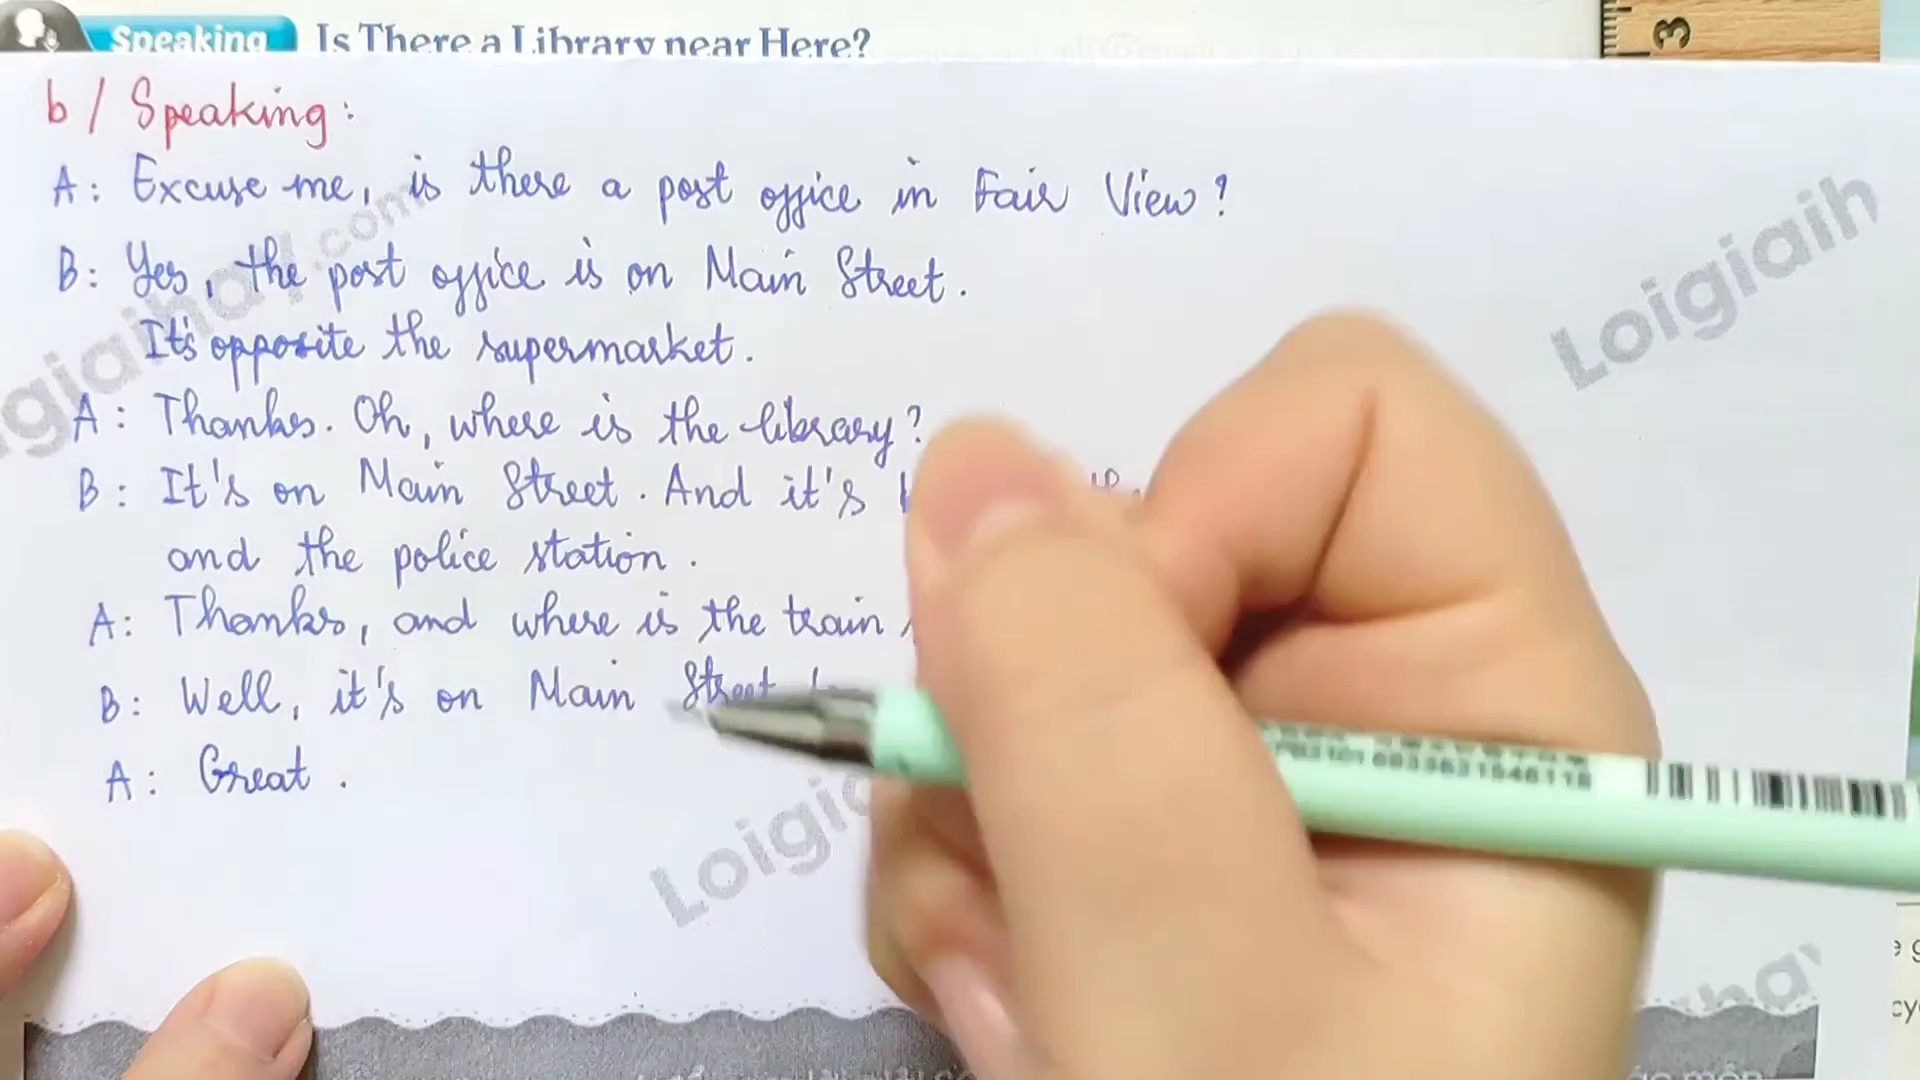 Speaking Is There a Library near Here?
3
b / Speaking:
A: Excuse me, is there a post office in Fair View?
B: Yes, the post office is on Main Street.
It's opposite the supermarket.
A: Thanks. Oh, where is the library?
B: It's on Main Street. And it's
and the police station.
A: Thanks, and where is the train
B: Well, it's on Main Street
A: Great.
Loigiaih